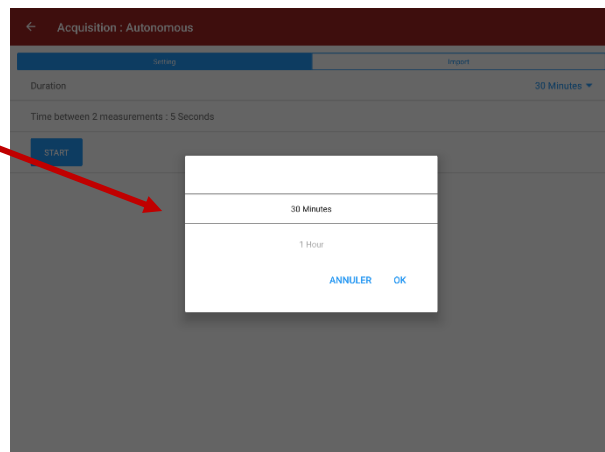 ← Acquisition : Autonomous
Setting Import
Duration 30 Minutes
Time between 2 measurements : 5 Seconds
START
30 Minutes
1 Hour
ANNULER OK